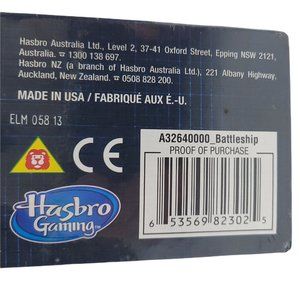 Hasbro Australia Ltd., Level 2, 37-41 Oxford Street, Epping NSW 2121,
Australia. ☎ 1300 138 697.
Hasbro NZ (a branch of Hasbro Australia Ltd.), 221 Albany Highway,
Auckland, New Zealand. ☎ 0508 828 200.
MADE IN USA / FABRIQUÉ AUX É.-U.
ELM 058 13
CE
Hasbro
Gaming™
A32640000_Battleship
PROOF OF PURCHASE
6 53569 82302 5